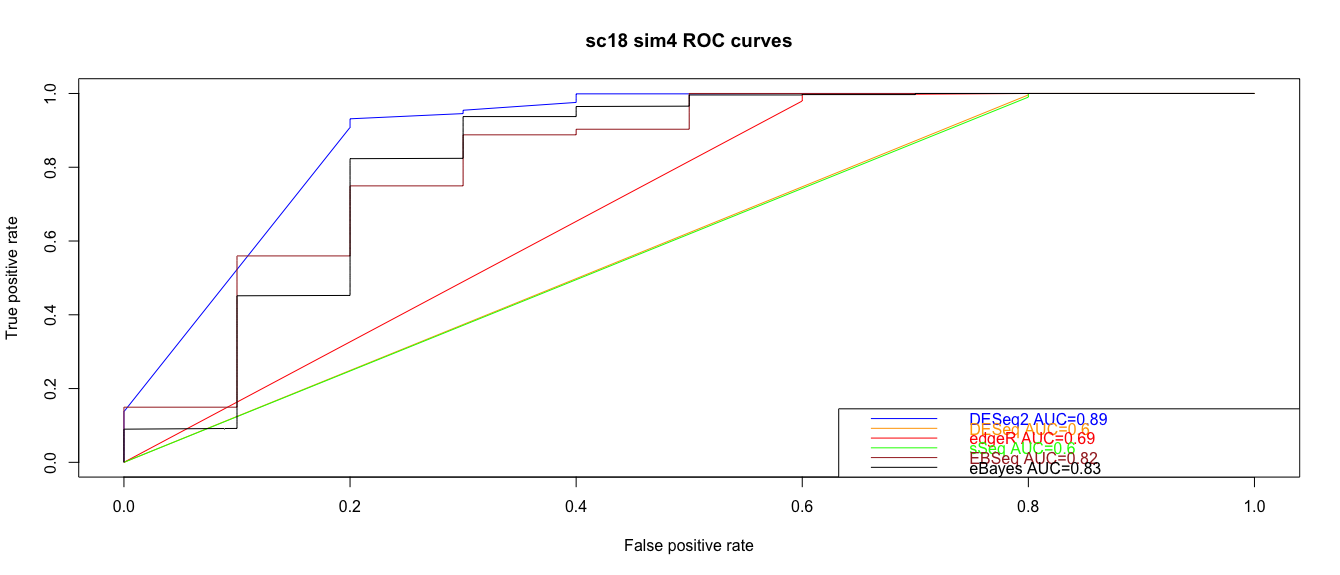 sc18 sim4 ROC curves
True positive rate
1.0
0.8
0.6
0.4
0.2
0.0
DESeq2 AUC=0.89
DESeq AUC=0.6
edgeR AUC=0.69
sSeq AUC=0.6
EBSeq AUC=0.82
eBayes AUC=0.83
0.0 0.2 0.4 0.6 0.8 1.0
False positive rate